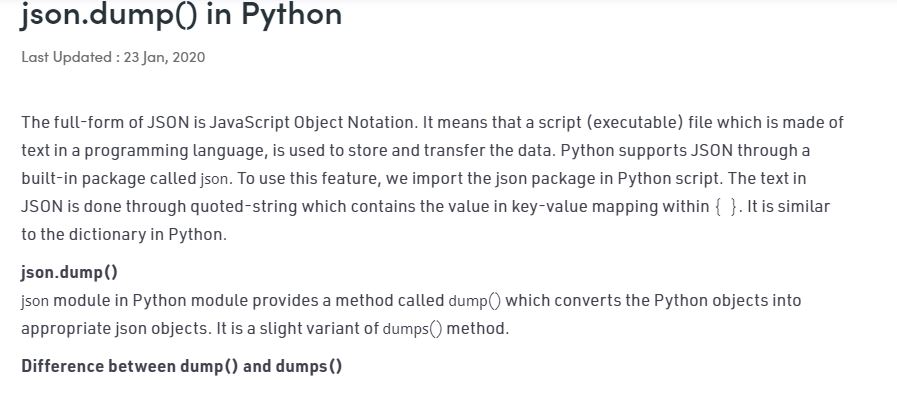 json.dump() in Python
Last Updated : 23 Jan, 2020
The full-form of JSON is JavaScript Object Notation. It means that a script (executable) file which is made of
text in a programming language, is used to store and transfer the data. Python supports JSON through a
built-in package called json. To use this feature, we import the json package in Python script. The text in
JSON is done through quoted-string which contains the value in key-value mapping within { }. It is similar
to the dictionary in Python.
json.dump()
json module in Python module provides a method called dump() which converts the Python objects into
appropriate json objects. It is a slight variant of dumps() method.
Difference between dump() and dumps()